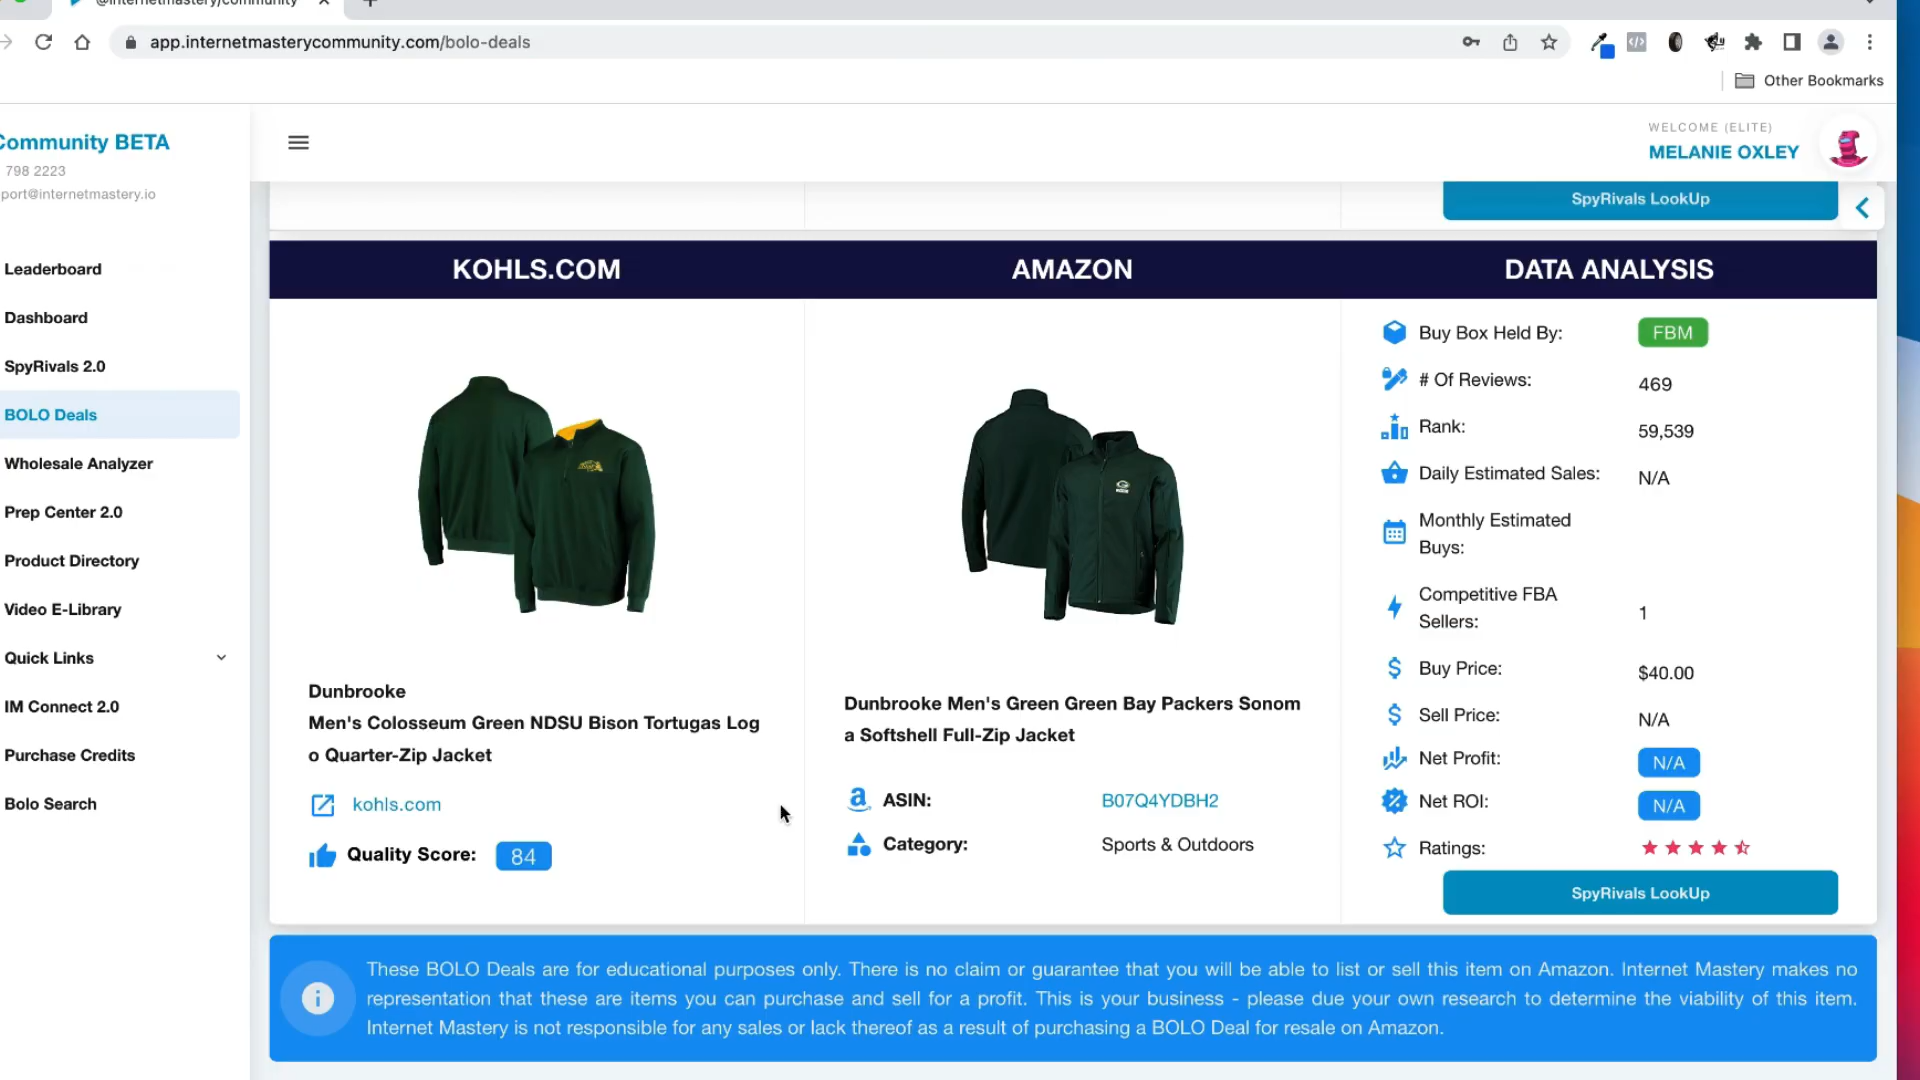 @internetmastery/community
app.internetmasterycommunity.com/bolo-deals
Other Bookmarks
Community BETA
798 2223
port@internetmastery.io
WELCOME (ELITE)
MELANIE OXLEY
Leaderboard
Dashboard
SpyRivals 2.0
BOLO Deals
Wholesale Analyzer
Prep Center 2.0
Product Directory
Video E-Library
Quick Links
IM Connect 2.0
Purchase Credits
Bolo Search
SpyRivals LookUp
KOHLS.COM
Dunbrooke
Men's Colosseum Green NDSU Bison Tortugas Log
o Quarter-Zip Jacket
kohls.com
Quality Score: 84
AMAZON
Dunbrooke Men's Green Green Bay Packers Sonom
a Softshell Full-Zip Jacket
ASIN: B07Q4YDBH2
Category: Sports & Outdoors
DATA ANALYSIS
Buy Box Held By: FBM
# Of Reviews: 469
Rank: 59,539
Daily Estimated Sales: N/A
Monthly Estimated
Buys:
Competitive FBA
Sellers: 1
Buy Price: $40.00
Sell Price: N/A
Net Profit: N/A
Net ROI: N/A
Ratings:
SpyRivals LookUp
These BOLO Deals are for educational purposes only. There is no claim or guarantee that you will be able to list or sell this item on Amazon. Internet Mastery makes no
representation that these are items you can purchase and sell for a profit. This is your business - please due your own research to determine the viability of this item.
Internet Mastery is not responsible for any sales or lack thereof as a result of purchasing a BOLO Deal for resale on Amazon.